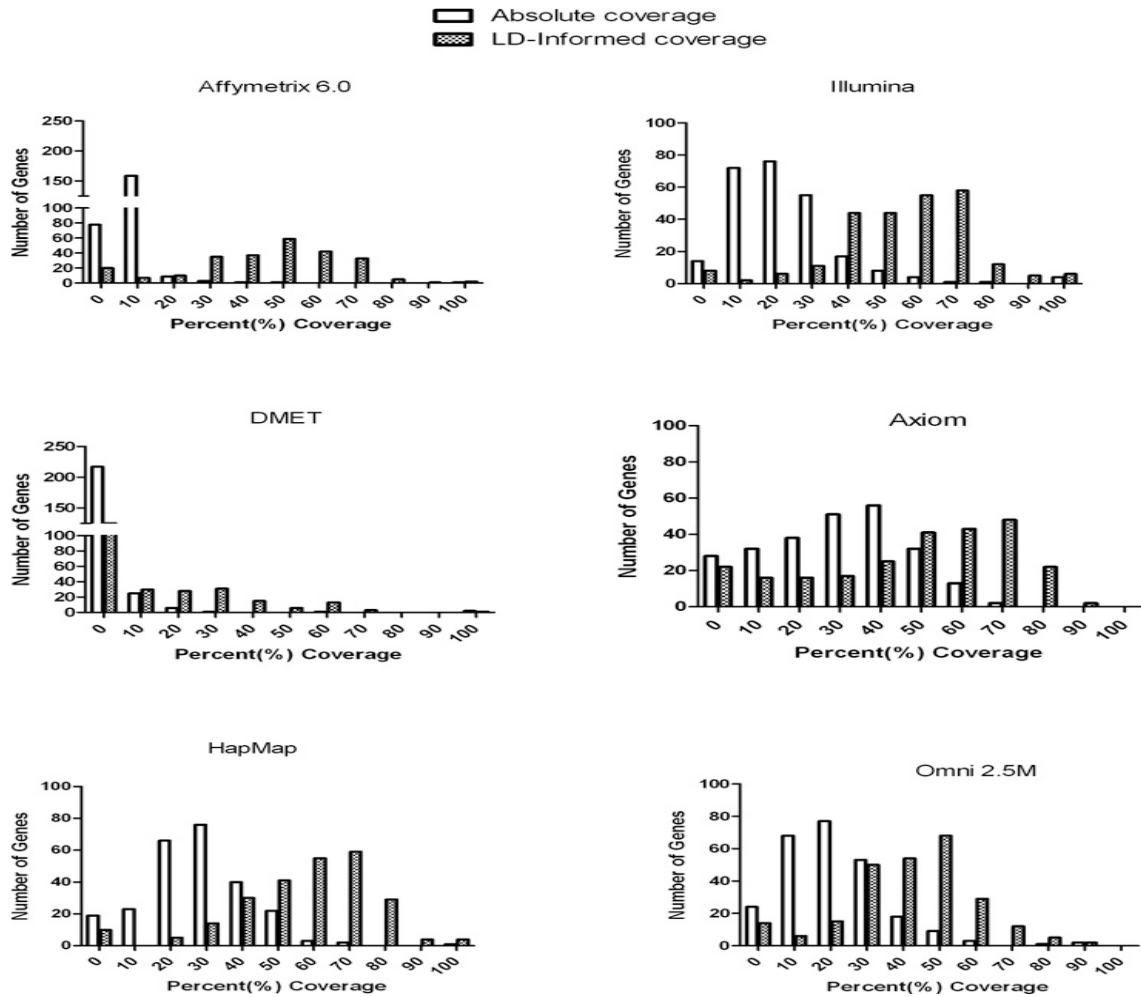 Absolute coverage
LD-Informed coverage
Affymetrix 6.0
Number of Genes
250
200
150
100
80
60
40
20
0
0 10 20 30 40 50 60 70 80 90 100
Percent(%) Coverage
Illumina
Number of Genes
100
80
60
40
20
0
0 10 20 30 40 50 60 70 80 90 100
Percent(%) Coverage
DMET
Number of Genes
250
200
150
100
80
60
40
20
0
0 10 20 30 40 50 60 70 80 90 100
Percent(%) Coverage
Axiom
Number of Genes
100
80
60
40
20
0
0 10 20 30 40 50 60 70 80 90 100
Percent(%) Coverage
HapMap
Number of Genes
100
80
60
40
20
0
0 10 20 30 40 50 60 70 80 90 100
Percent(%) Coverage
Omni 2.5M
Number of Genes
100
80
60
40
20
0
0 10 20 30 40 50 60 70 80 90 100
Percent(%) Coverage